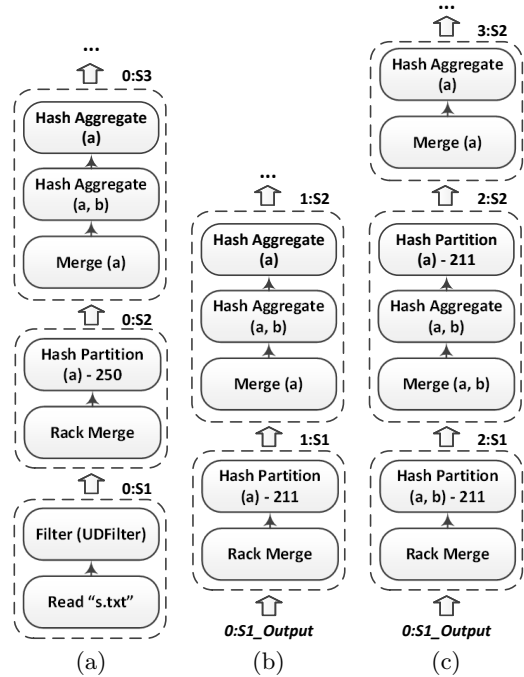 ...
0:S3
Hash Aggregate
(a)
Hash Aggregate
(a, b)
Merge (a)
0:S2
Hash Partition
(a) - 250
Rack Merge
0:S1
Filter (UDFilter)
Read “s.txt”
(a)
...
1:S2
Hash Aggregate
(a)
Hash Aggregate
(a, b)
Merge (a)
1:S1
Hash Partition
(a) - 211
Rack Merge
0:S1_Output
(b)
...
3:S2
Hash Aggregate
(a)
Merge (a)
2:S2
Hash Partition
(a) - 211
Hash Aggregate
(a, b)
Merge (a, b)
2:S1
Hash Partition
(a, b) - 211
Rack Merge
0:S1_Output
(c)